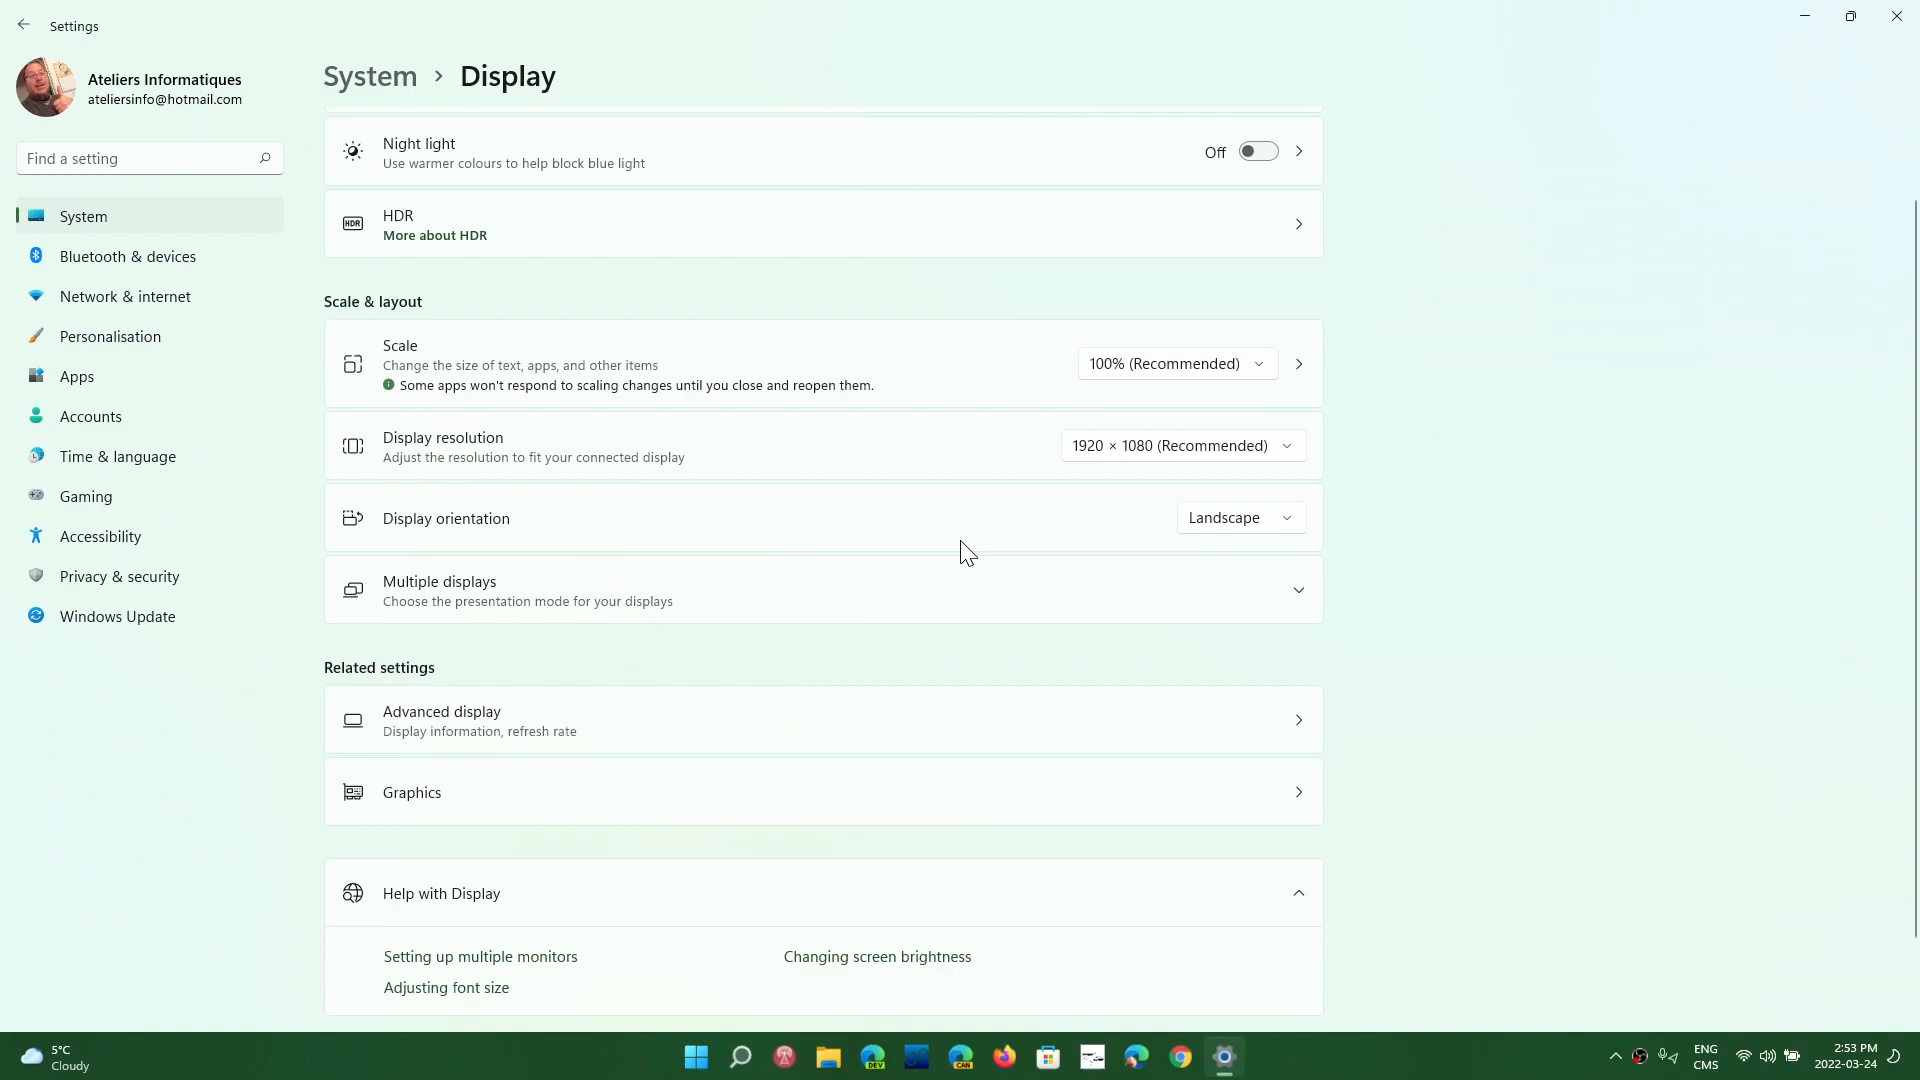 Settings
Ateliers Informatiques
ateliersinfo@hotmail.com
Find a setting
System
Bluetooth & devices
Network & internet
Personalisation
Apps
Accounts
Time & language
Gaming
Accessibility
Privacy & security
Windows Update
System > Display
Night light
Use warmer colours to help block blue light
Off
HDR
HDR
More about HDR
Scale & layout
Scale
Change the size of text, apps, and other items
Some apps won't respond to scaling changes until you close and reopen them.
100% (Recommended)
Display resolution
Adjust the resolution to fit your connected display
1920 × 1080 (Recommended)
Display orientation
Landscape
Multiple displays
Choose the presentation mode for your displays
Related settings
Advanced display
Display information, refresh rate
Graphics
Help with Display
Setting up multiple monitors
Changing screen brightness
Adjusting font size
5°C
Cloudy
DEV
CAN
ENG
CMS
2:53 PM
2022-03-24